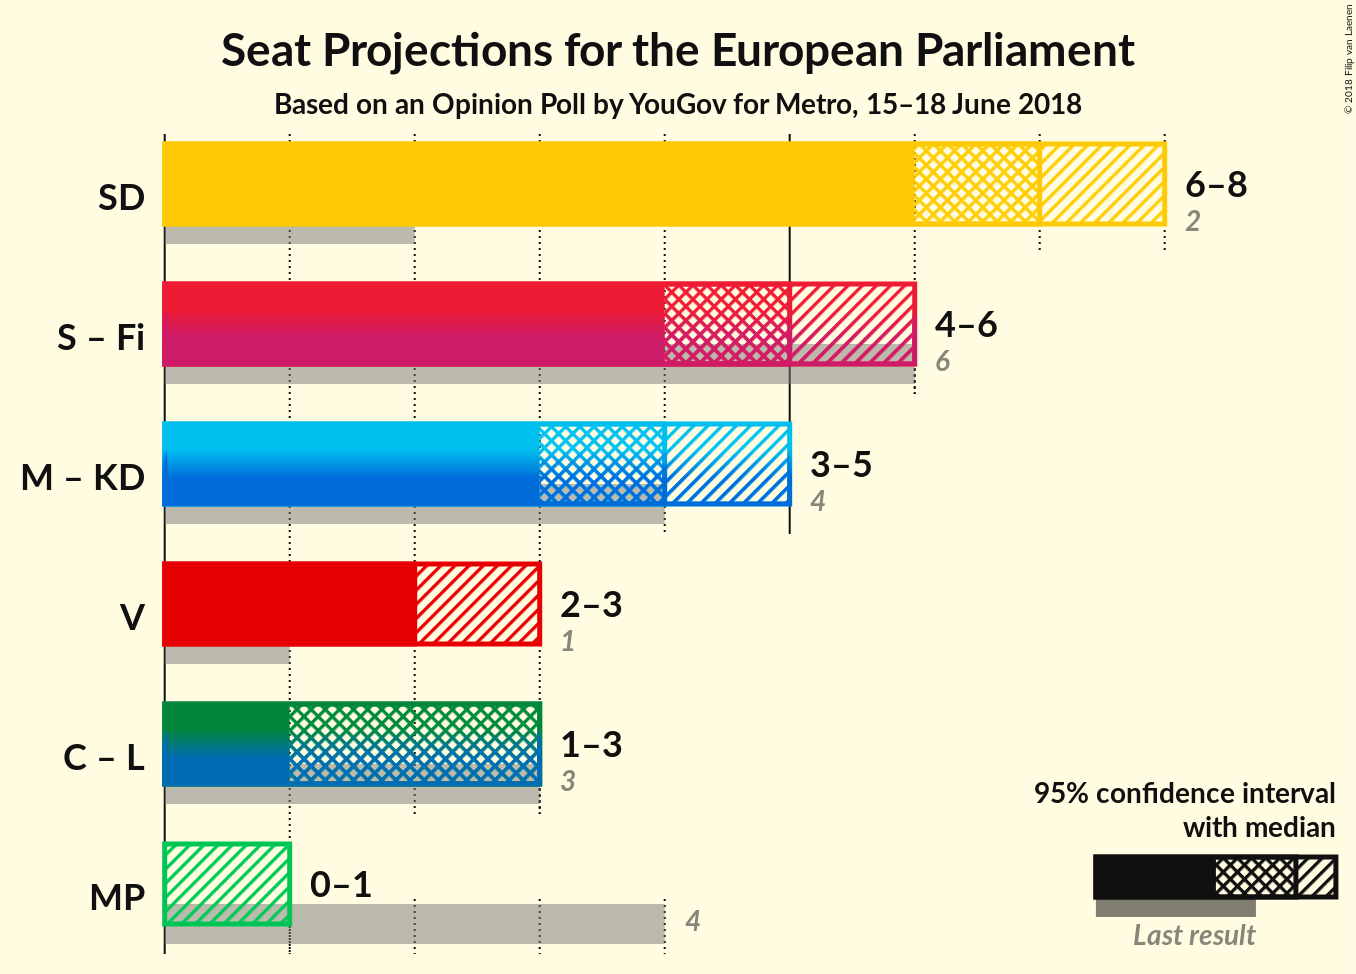 Seat Projections for the European Parliament
Based on an Opinion Poll by YouGov for Metro, 15–18 June 2018
© 2018 Filip van Laenen
SD
6–8
2
S – Fi
4–6
6
M – KD
3–5
4
V
2–3
1
C – L
1–3
3
MP
0–1
4
95% confidence interval
with median
Last result